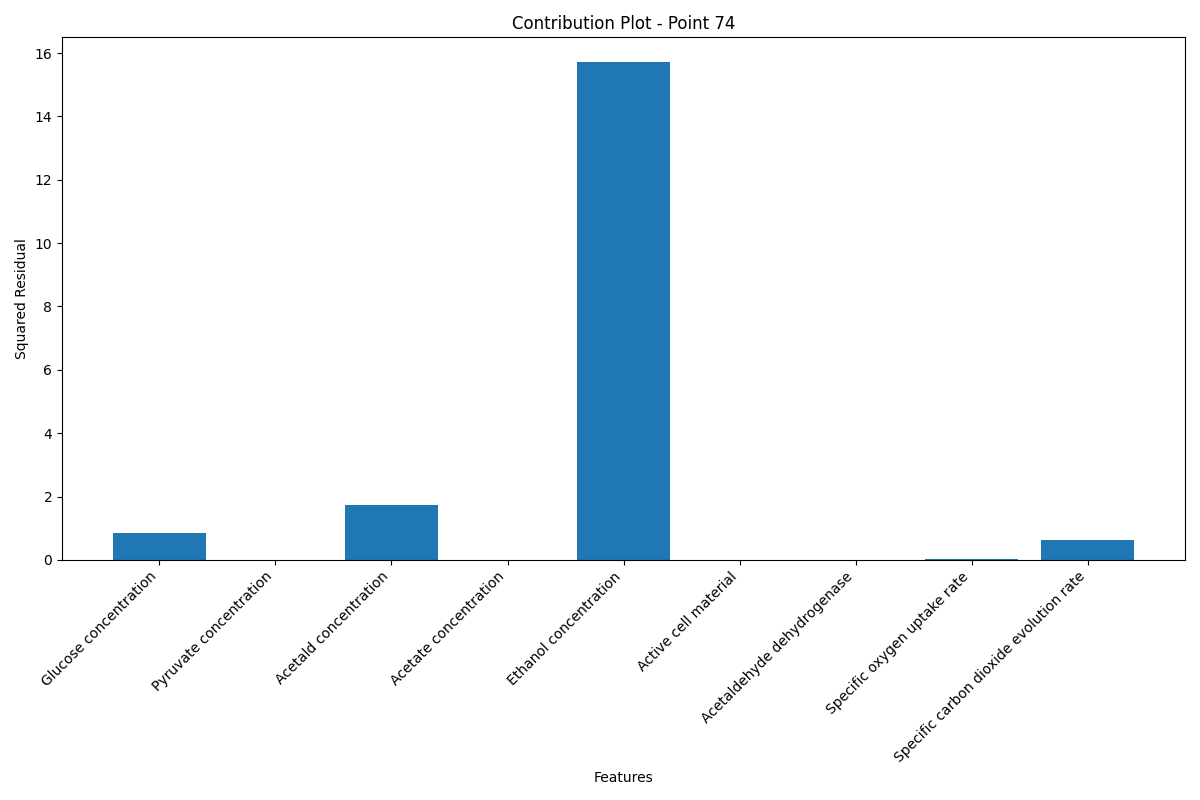 Contribution Plot - Point 74
Squared Residual
16
14
12
10
8
6
4
2
0
Glucose concentration
Pyruvate concentration
Acetald concentration
Acetate concentration
Ethanol concentration
Active cell material
Acetaldehyde dehydrogenase
Specific oxygen uptake rate
Specific carbon dioxide evolution rate
Features